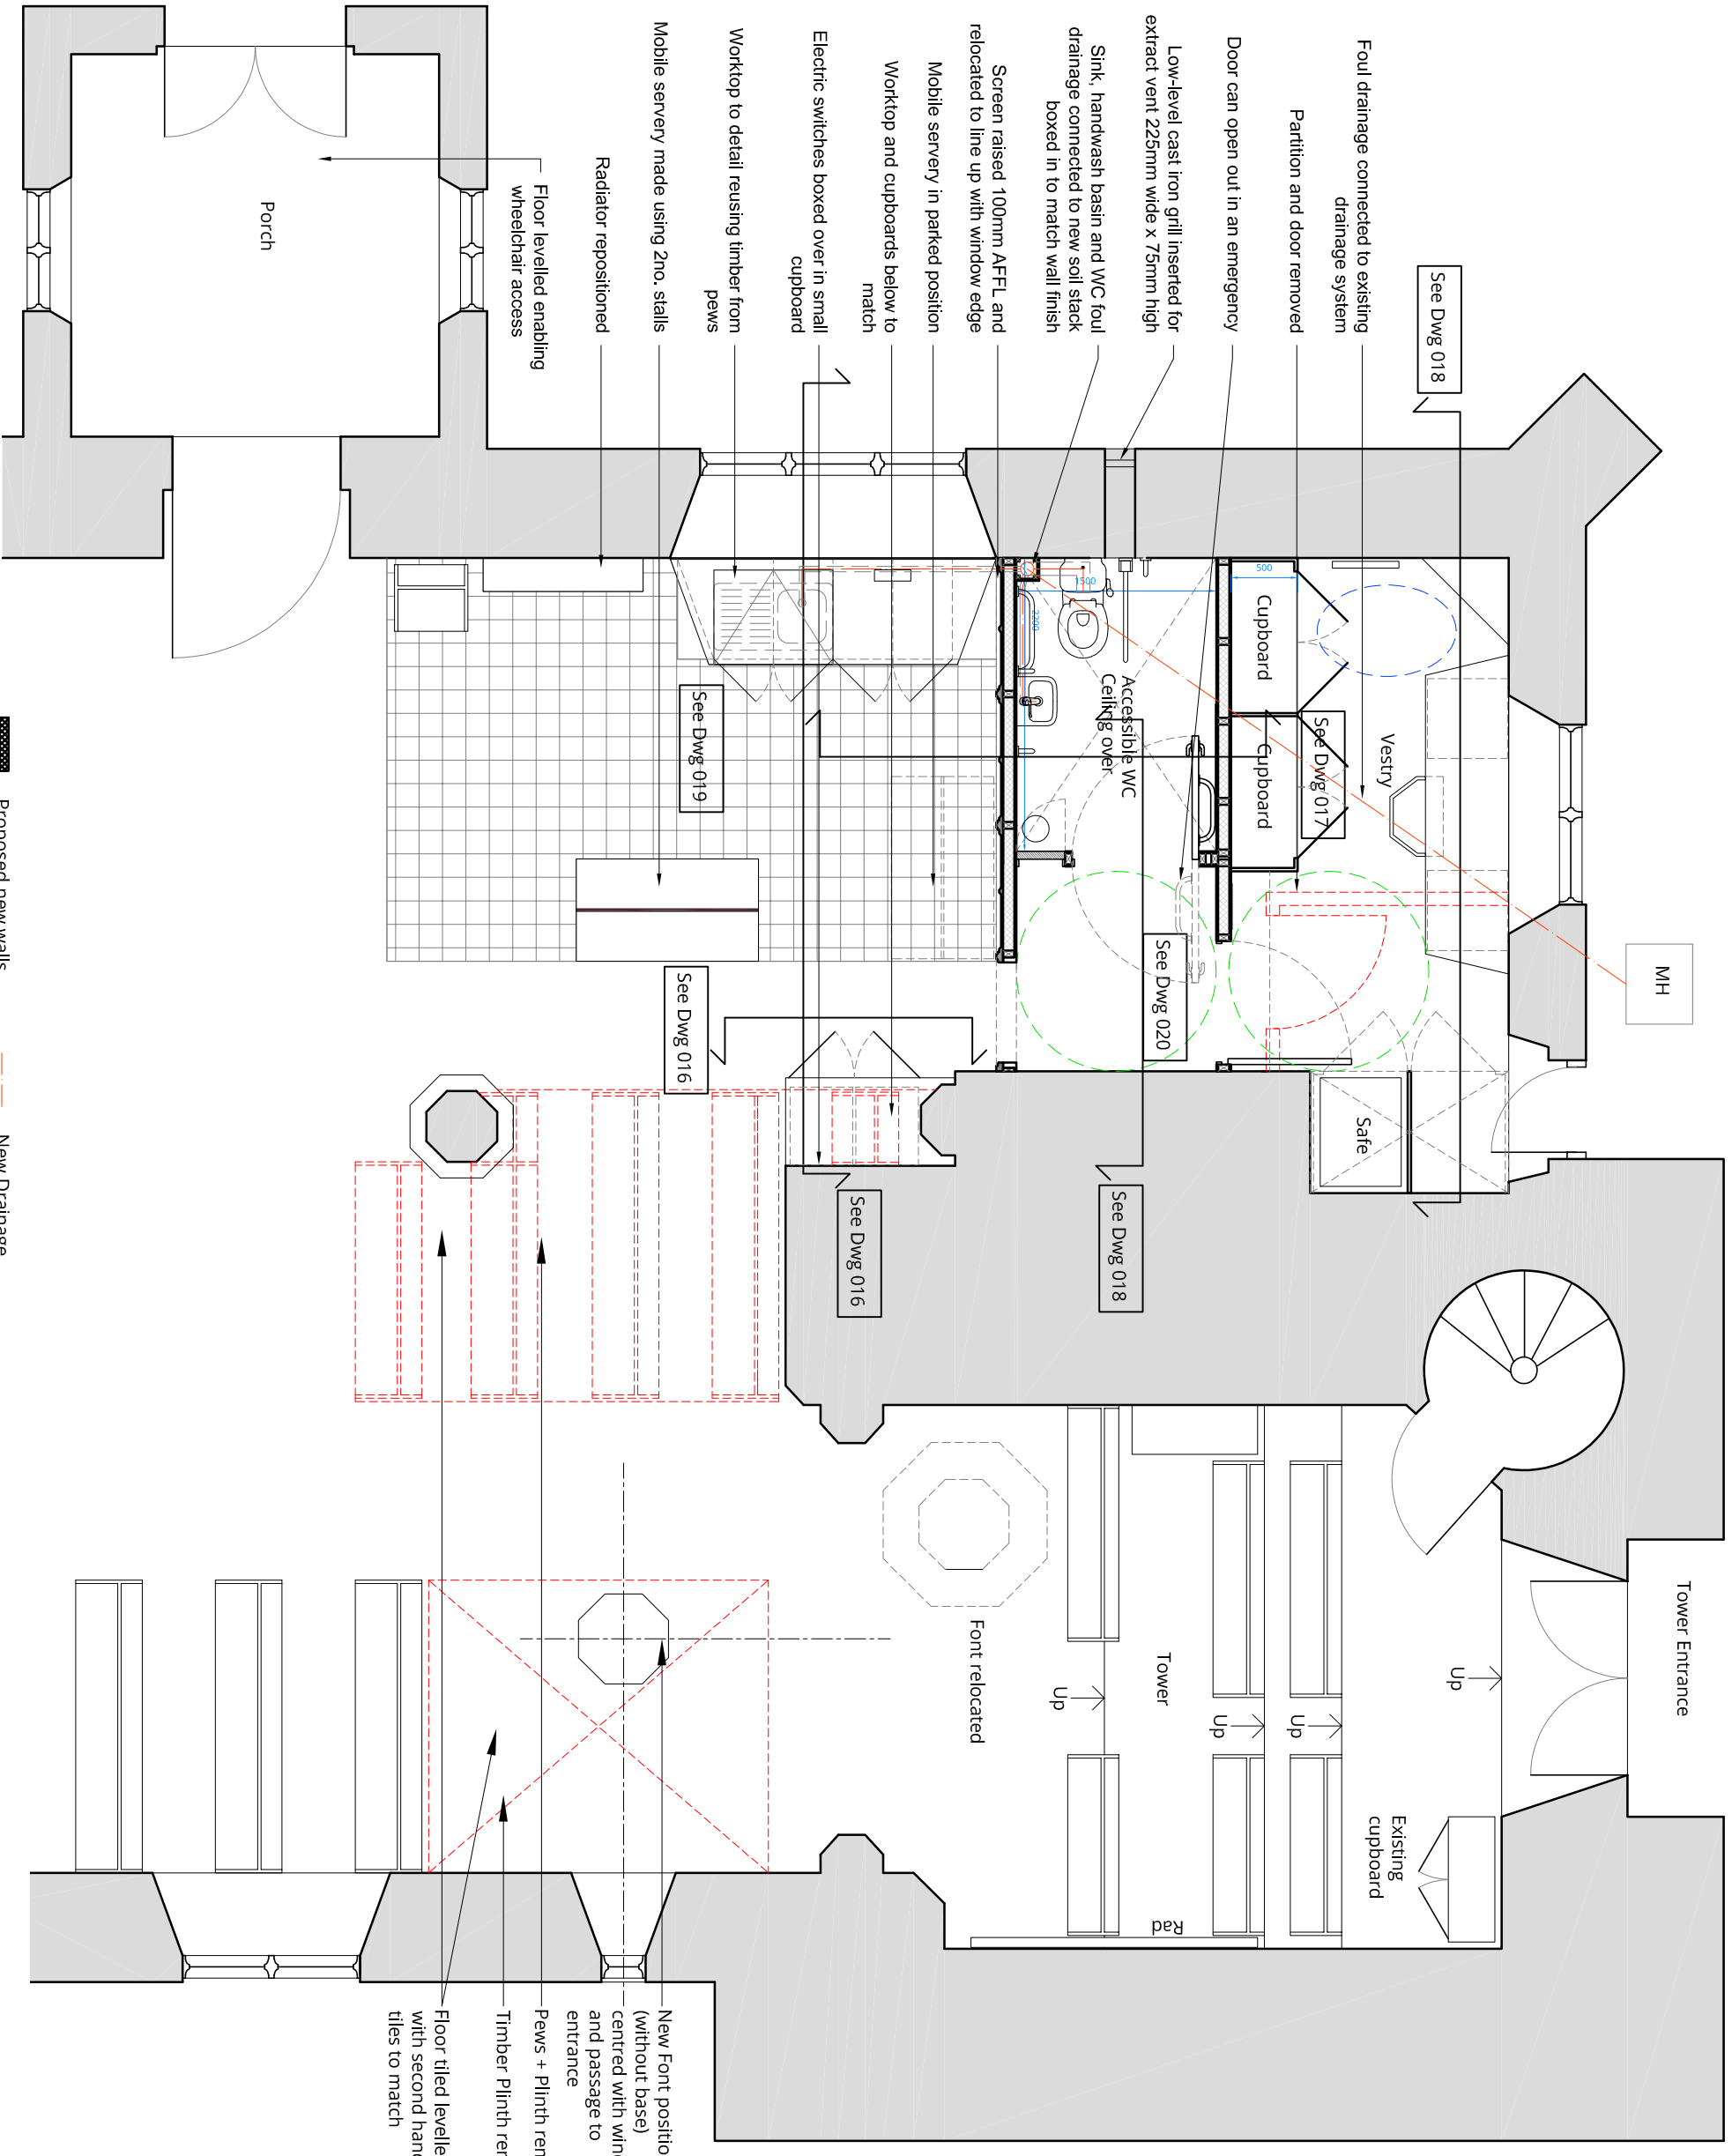 Foul drainage connected to existing
drainage system
Partition and door removed
Door can open out in an emergency
Low-level cast iron grill inserted for
extract vent 225mm wide x 75mm high
Sink, handwash basin and WC foul
drainage connected to new soil stack
boxed in to match wall finish
Screen raised 100mm AFFL and
relocated to line up with window edge
Mobile servery in parked position
Worktop and cupboards below to
match
Electric switches boxed over in small
cupboard
Worktop to detail reusing timber from
pews
Mobile servery made using 2no. stalls
Radiator repositioned
Floor levelled enabling
wheelchair access
Porch
See Dwg 018
MH
Vestry
See Dwg 017
Cupboard
Cupboard
500
1500
2200
Accessible WC
Ceiling over
See Dwg 019
See Dwg 020
See Dwg 016
Safe
See Dwg 018
See Dwg 016
Tower Entrance
Up
Up
Up
Up
Tower
Font relocated
Existing
cupboard
Rad
New Font positio
(without base)
centred with win
and passage to
entrance
Pews + Plinth rem
Timber Plinth rem
Floor tiled levelle
with second hand
tiles to match
Proposed new walls
New Drainage